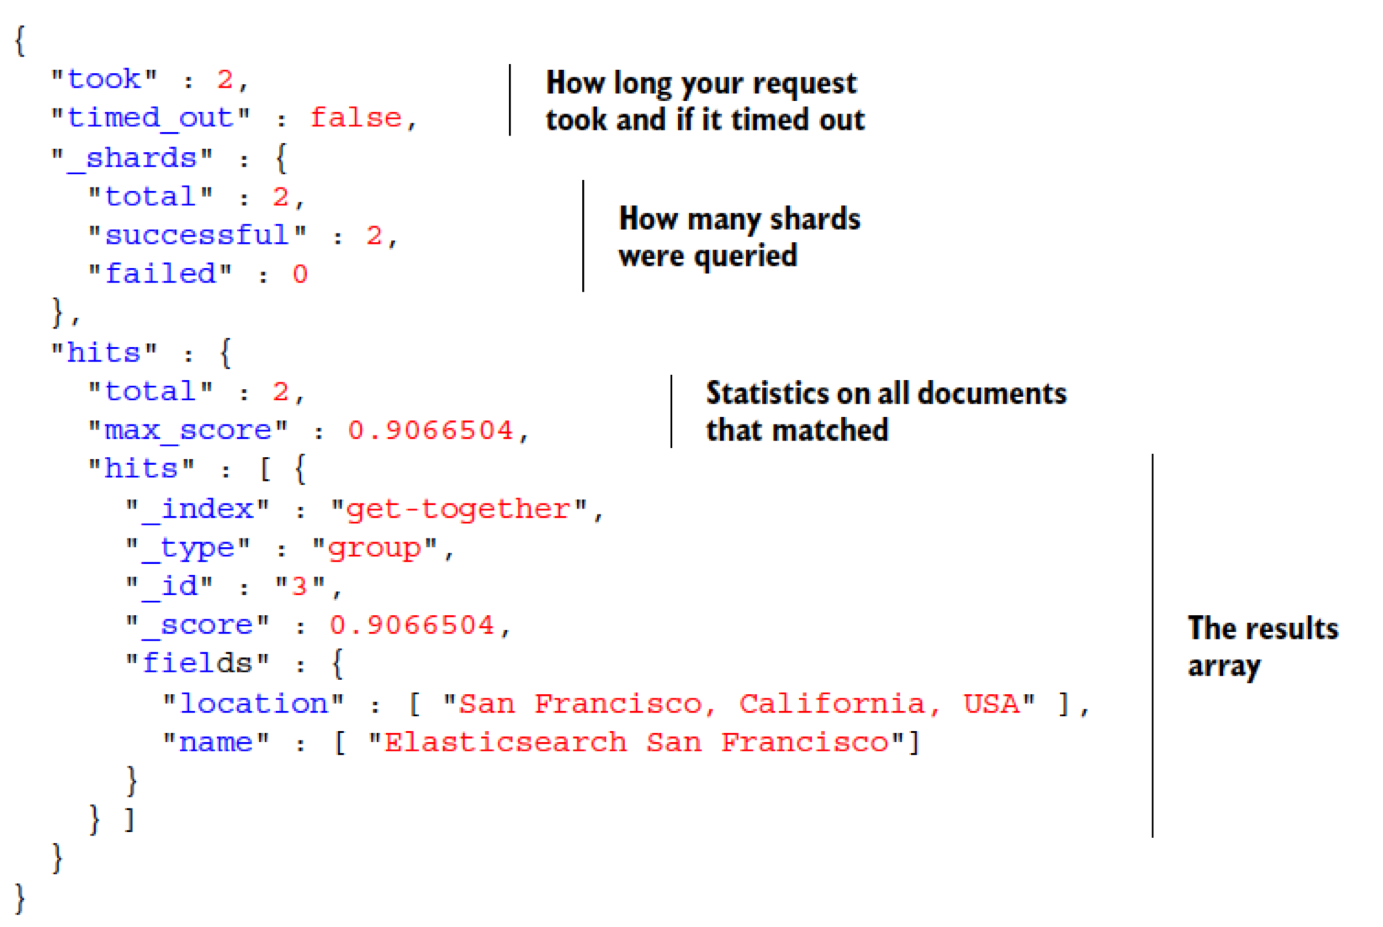 {
"took" : 2,
"timed_out" : false,
How long your request
took and if it timed out
"_shards" : {
"total" : 2,
"successful" : 2,
"failed" : 0
How many shards
were queried
},
"hits" : {
"total" : 2,
"max_score" : 0.9066504,
Statistics on all documents
that matched
"hits" : [ {
"_index" : "get-together",
"_type" : "group",
"_id" : "3",
"_score" : 0.9066504,
"fields" : {
"location" : [ "San Francisco, California, USA" ],
"name" : [ "Elasticsearch San Francisco"]
}
} ]
The results
array
}
}